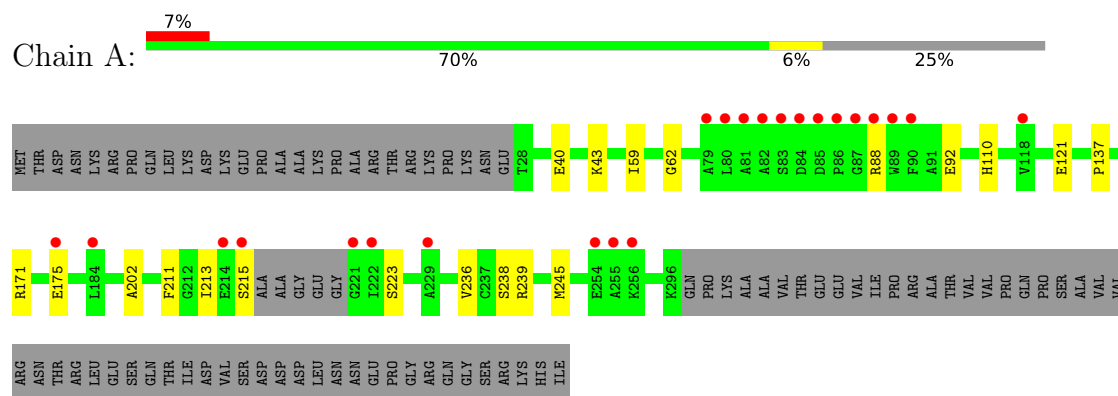 7%
Chain A:
70% 6% 25%
MET THR ASP ASN LYS ARG PRO GLN LEU LYS ASP LYS GLU PRO ALA ALA LYS PRO ALA ARG THR ARG LYS PRO LYS ASN GLU T28 E40 K43 I59 G62 A79 L80 A81 A82 S83 D84 D85 P86 G87 R88 W89 F90 A91 E92 H110 V118 E121 P137
R171 E175 L184 A202 F211 G212 I213 E214 S215 ALA ALA GLY GLU GLY G221 I222 S223 A229 V236 C237 S238 R239 M245 E254 A255 K256 K296 GLN PRO LYS ALA ALA VAL THR GLU GLU VAL ILE PRO ARG ALA THR VAL VAL PRO GLN PRO SER ALA VAL VAL
ARG ASN THR ARG LEU GLU SER GLN THR ILE ASP VAL SER ASP ASP ASP LEU ASN ASN GLU PRO GLY ARG GLN GLY SER ARG LYS HIS ILE